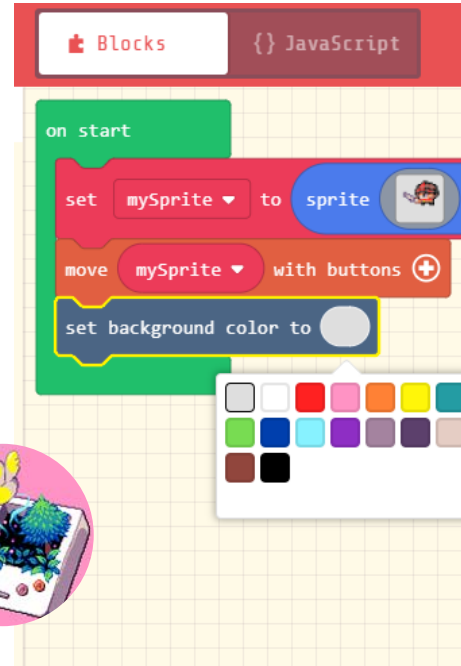 Blocks
{} JavaScript
on start
set mySprite to sprite
move mySprite with buttons
set background color to